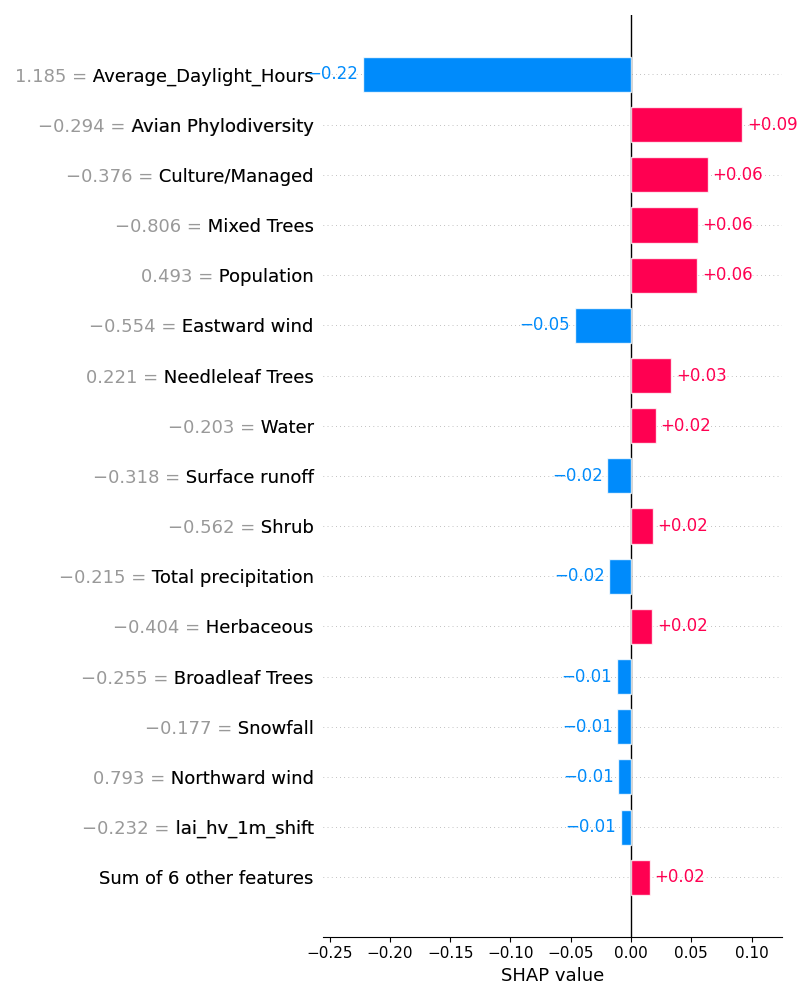 1.185 = Average_Daylight_Hours −0.22
−0.294 = Avian Phylodiversity +0.09
−0.376 = Culture/Managed +0.06
−0.806 = Mixed Trees +0.06
0.493 = Population +0.06
−0.554 = Eastward wind −0.05
0.221 = Needleleaf Trees +0.03
−0.203 = Water +0.02
−0.318 = Surface runoff −0.02
−0.562 = Shrub +0.02
−0.215 = Total precipitation −0.02
−0.404 = Herbaceous +0.02
−0.255 = Broadleaf Trees −0.01
−0.177 = Snowfall −0.01
0.793 = Northward wind −0.01
−0.232 = lai_hv_1m_shift −0.01
Sum of 6 other features +0.02
−0.25 −0.20 −0.15 −0.10 −0.05 0.00 0.05 0.10
SHAP value